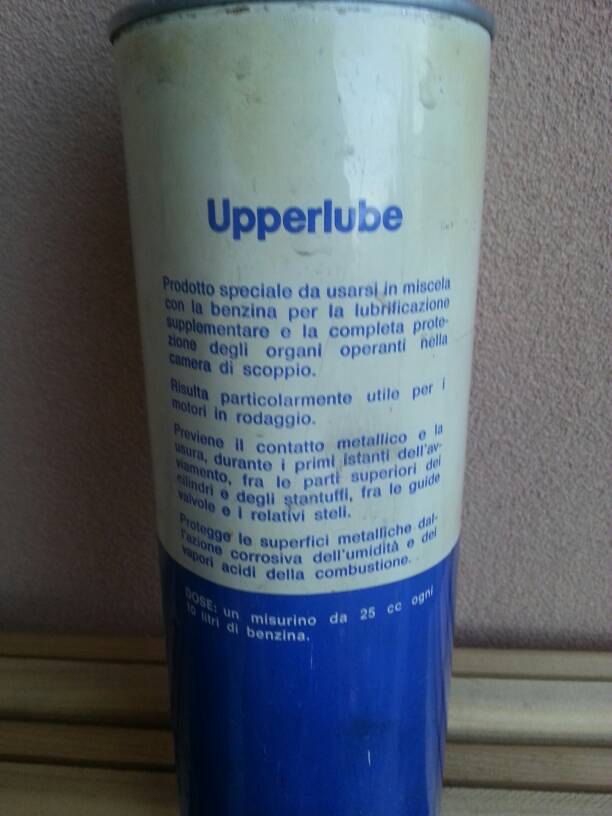 Upperlube
Prodotto speciale da usarsi in miscela
con la benzina per la lubrificazione
supplementare e la completa prote-
zione degli organi operanti nella
camera di scoppio.
Risulta particolarmente utile per i
motori in rodaggio.
Previene il contatto metallico e la
usura, durante i primi istanti dell'av-
viamento, fra le parti superiori dei
cilindri e degli stantuffi, fra le guide
valvole e i relativi steli.
Protegge le superfici metalliche dal-
l'azione corrosiva dell'umidità e dei
vapori acidi della combustione.
DOSE: un misurino da 25 cc ogni
10 litri di benzina.